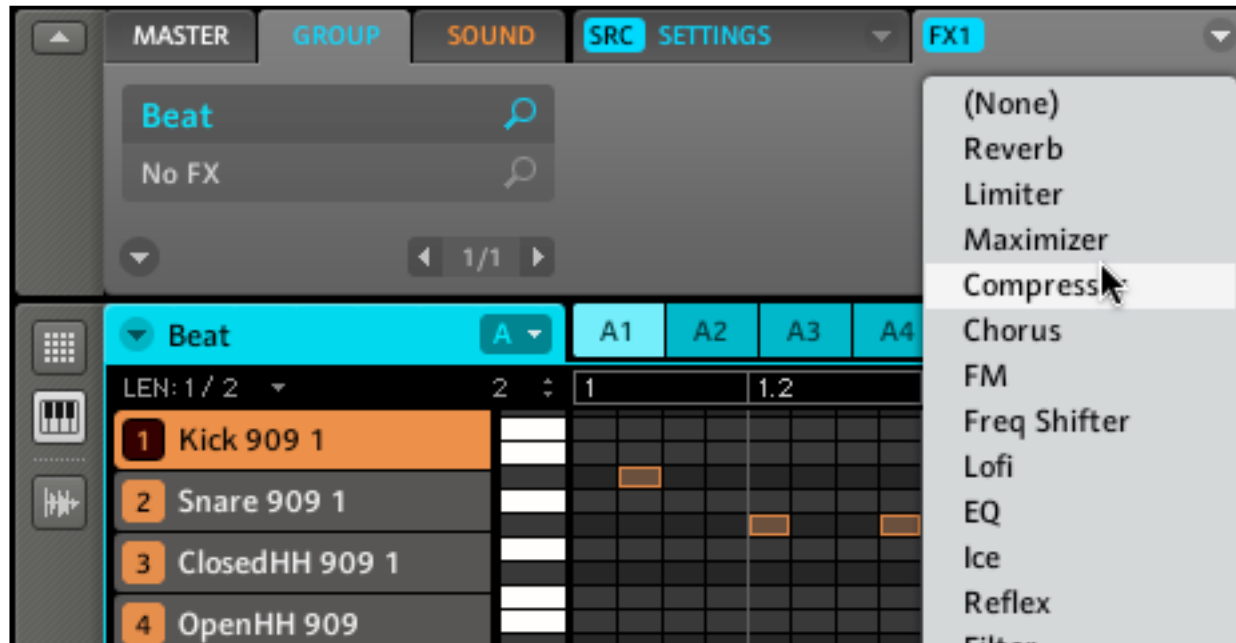 MASTER GROUP SOUND SRC SETTINGS FX1
Beat
No FX
1/1
(None)
Reverb
Limiter
Maximizer
Chorus
FM
Freq Shifter
Lofi
EQ
Ice
Reflex
Beat A A1 A2 A3 A4
LEN: 1 / 2 2 1 1.2
1 Kick 909 1
2 Snare 909 1
3 ClosedHH 909 1
4 OpenHH 909